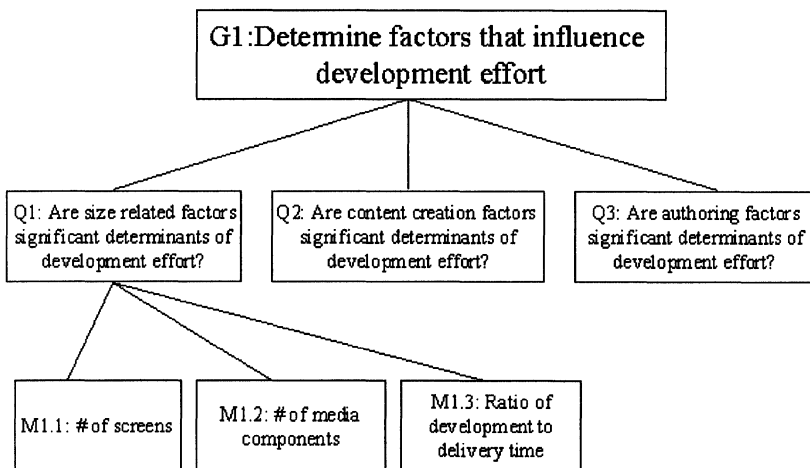 G1:Determine factors that influence
development effort
Q1: Are size related factors
significant determinants of
development effort?
Q2: Are content creation factors
significant determinants of
development effort?
Q3: Are authoring factors
significant determinants of
development effort?
M1.1: # of screens
M1.2: # of media
components
M1.3: Ratio of
development to
delivery time